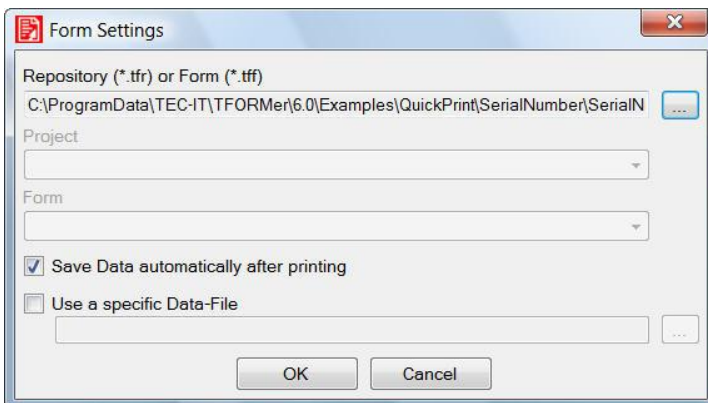 Form Settings
Repository (*.tfr) or Form (*.tff)
C:\ProgramData\TEC-IT\TFORMer\6.0\Examples\QuickPrint\SerialNumber\SerialN
...
Project
Form
Save Data automatically after printing
Use a specific Data-File
...
OK Cancel